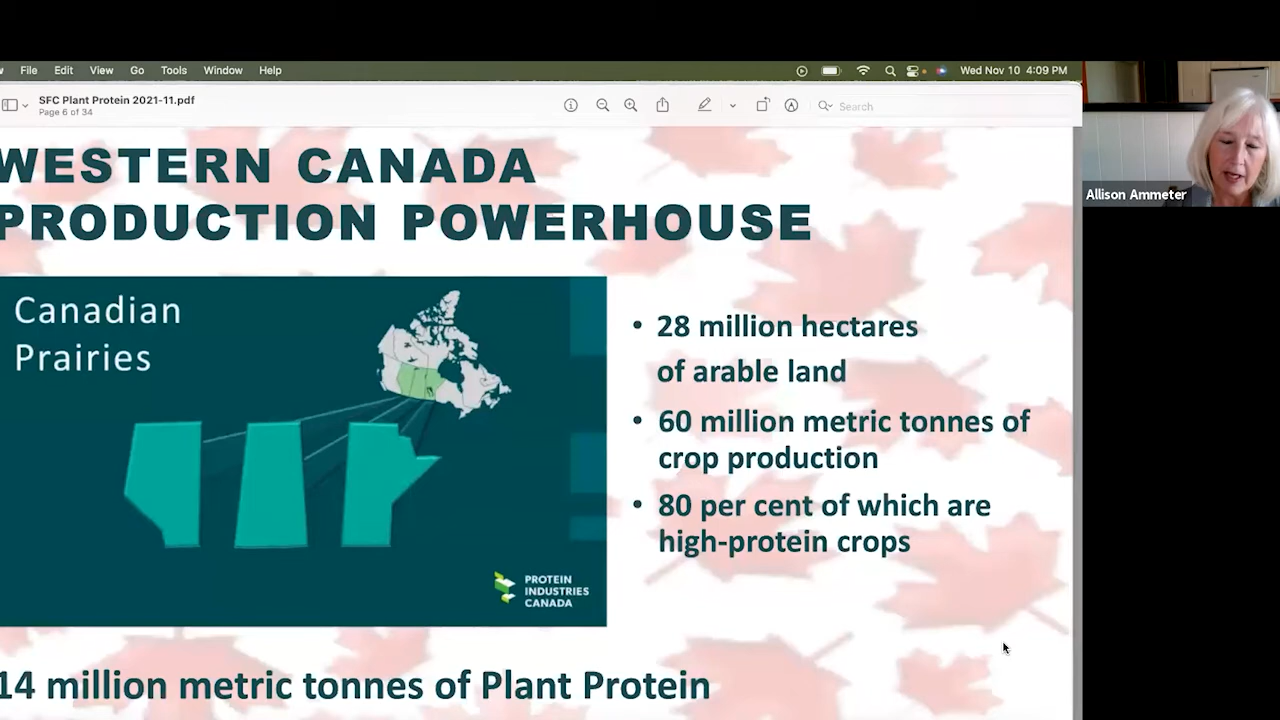 File Edit View Go Tools Window Help
Wed Nov 10 4:09 PM
SFC Plant Protein 2021-11.pdf
Page 6 of 34
Search
Allison Ammeter
WESTERN CANADA
PRODUCTION POWERHOUSE
Canadian
Prairies
PROTEIN
INDUSTRIES
CANADA
• 28 million hectares
of arable land
• 60 million metric tonnes of
crop production
• 80 per cent of which are
high-protein crops
14 million metric tonnes of Plant Protein